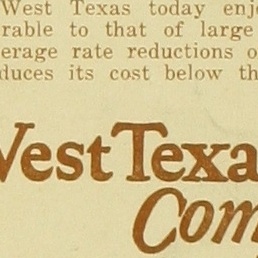 West Texas today enj
rable to that of large
erage rate reductions o
duces its cost below th
West Texa
Com